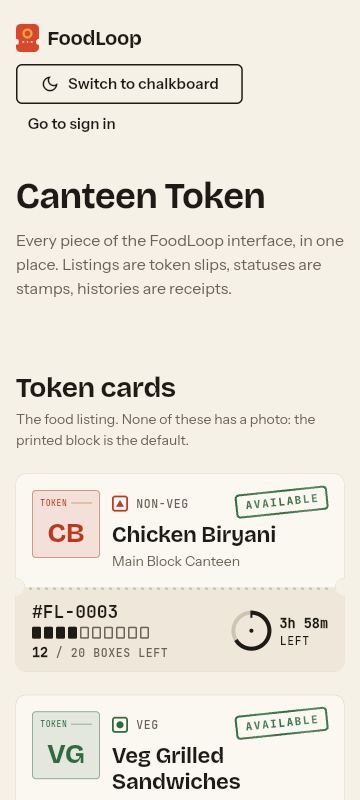 FoodLoop
Switch to chalkboard
Go to sign in
Canteen Token
Every piece of the FoodLoop interface, in one
place. Listings are token slips, statuses are
stamps, histories are receipts.
Token cards
The food listing. None of these has a photo: the
printed block is the default.
TOKEN
CB
NON-VEG
AVAILABLE
Chicken Biryani
Main Block Canteen
#FL-0003
12 / 20 BOXES LEFT
3h 58m
LEFT
TOKEN
VG
VEG
AVAILABLE
Veg Grilled
Sandwiches